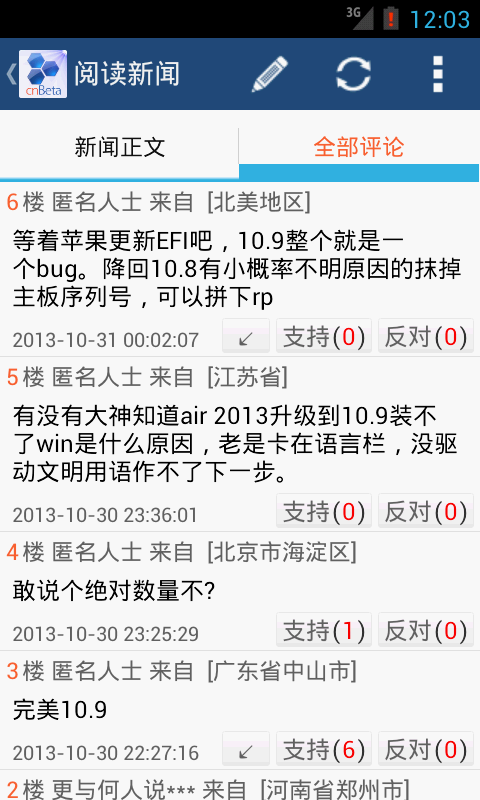 3G 12:03
cnBeta 阅读新闻
新闻正文 全部评论
6楼 匿名人士 来自 [北美地区]
等着苹果更新EFI吧，10.9整个就是一
个bug。降回10.8有小概率不明原因的抹掉
主板序列号，可以拼下rp
2013-10-31 00:02:07 ↙ 支持(0) 反对(0)
5楼 匿名人士 来自 [江苏省]
有没有大神知道air 2013升级到10.9装不
了win是什么原因，老是卡在语言栏，没驱
动文明用语作不了下一步。
2013-10-30 23:36:01 支持(0) 反对(0)
4楼 匿名人士 来自 [北京市海淀区]
敢说个绝对数量不?
2013-10-30 23:25:29 支持(1) 反对(0)
3楼 匿名人士 来自 [广东省中山市]
完美10.9
2013-10-30 22:27:16 ↙ 支持(6) 反对(0)
2楼 更与何人说*** 来自 [河南省郑州市]